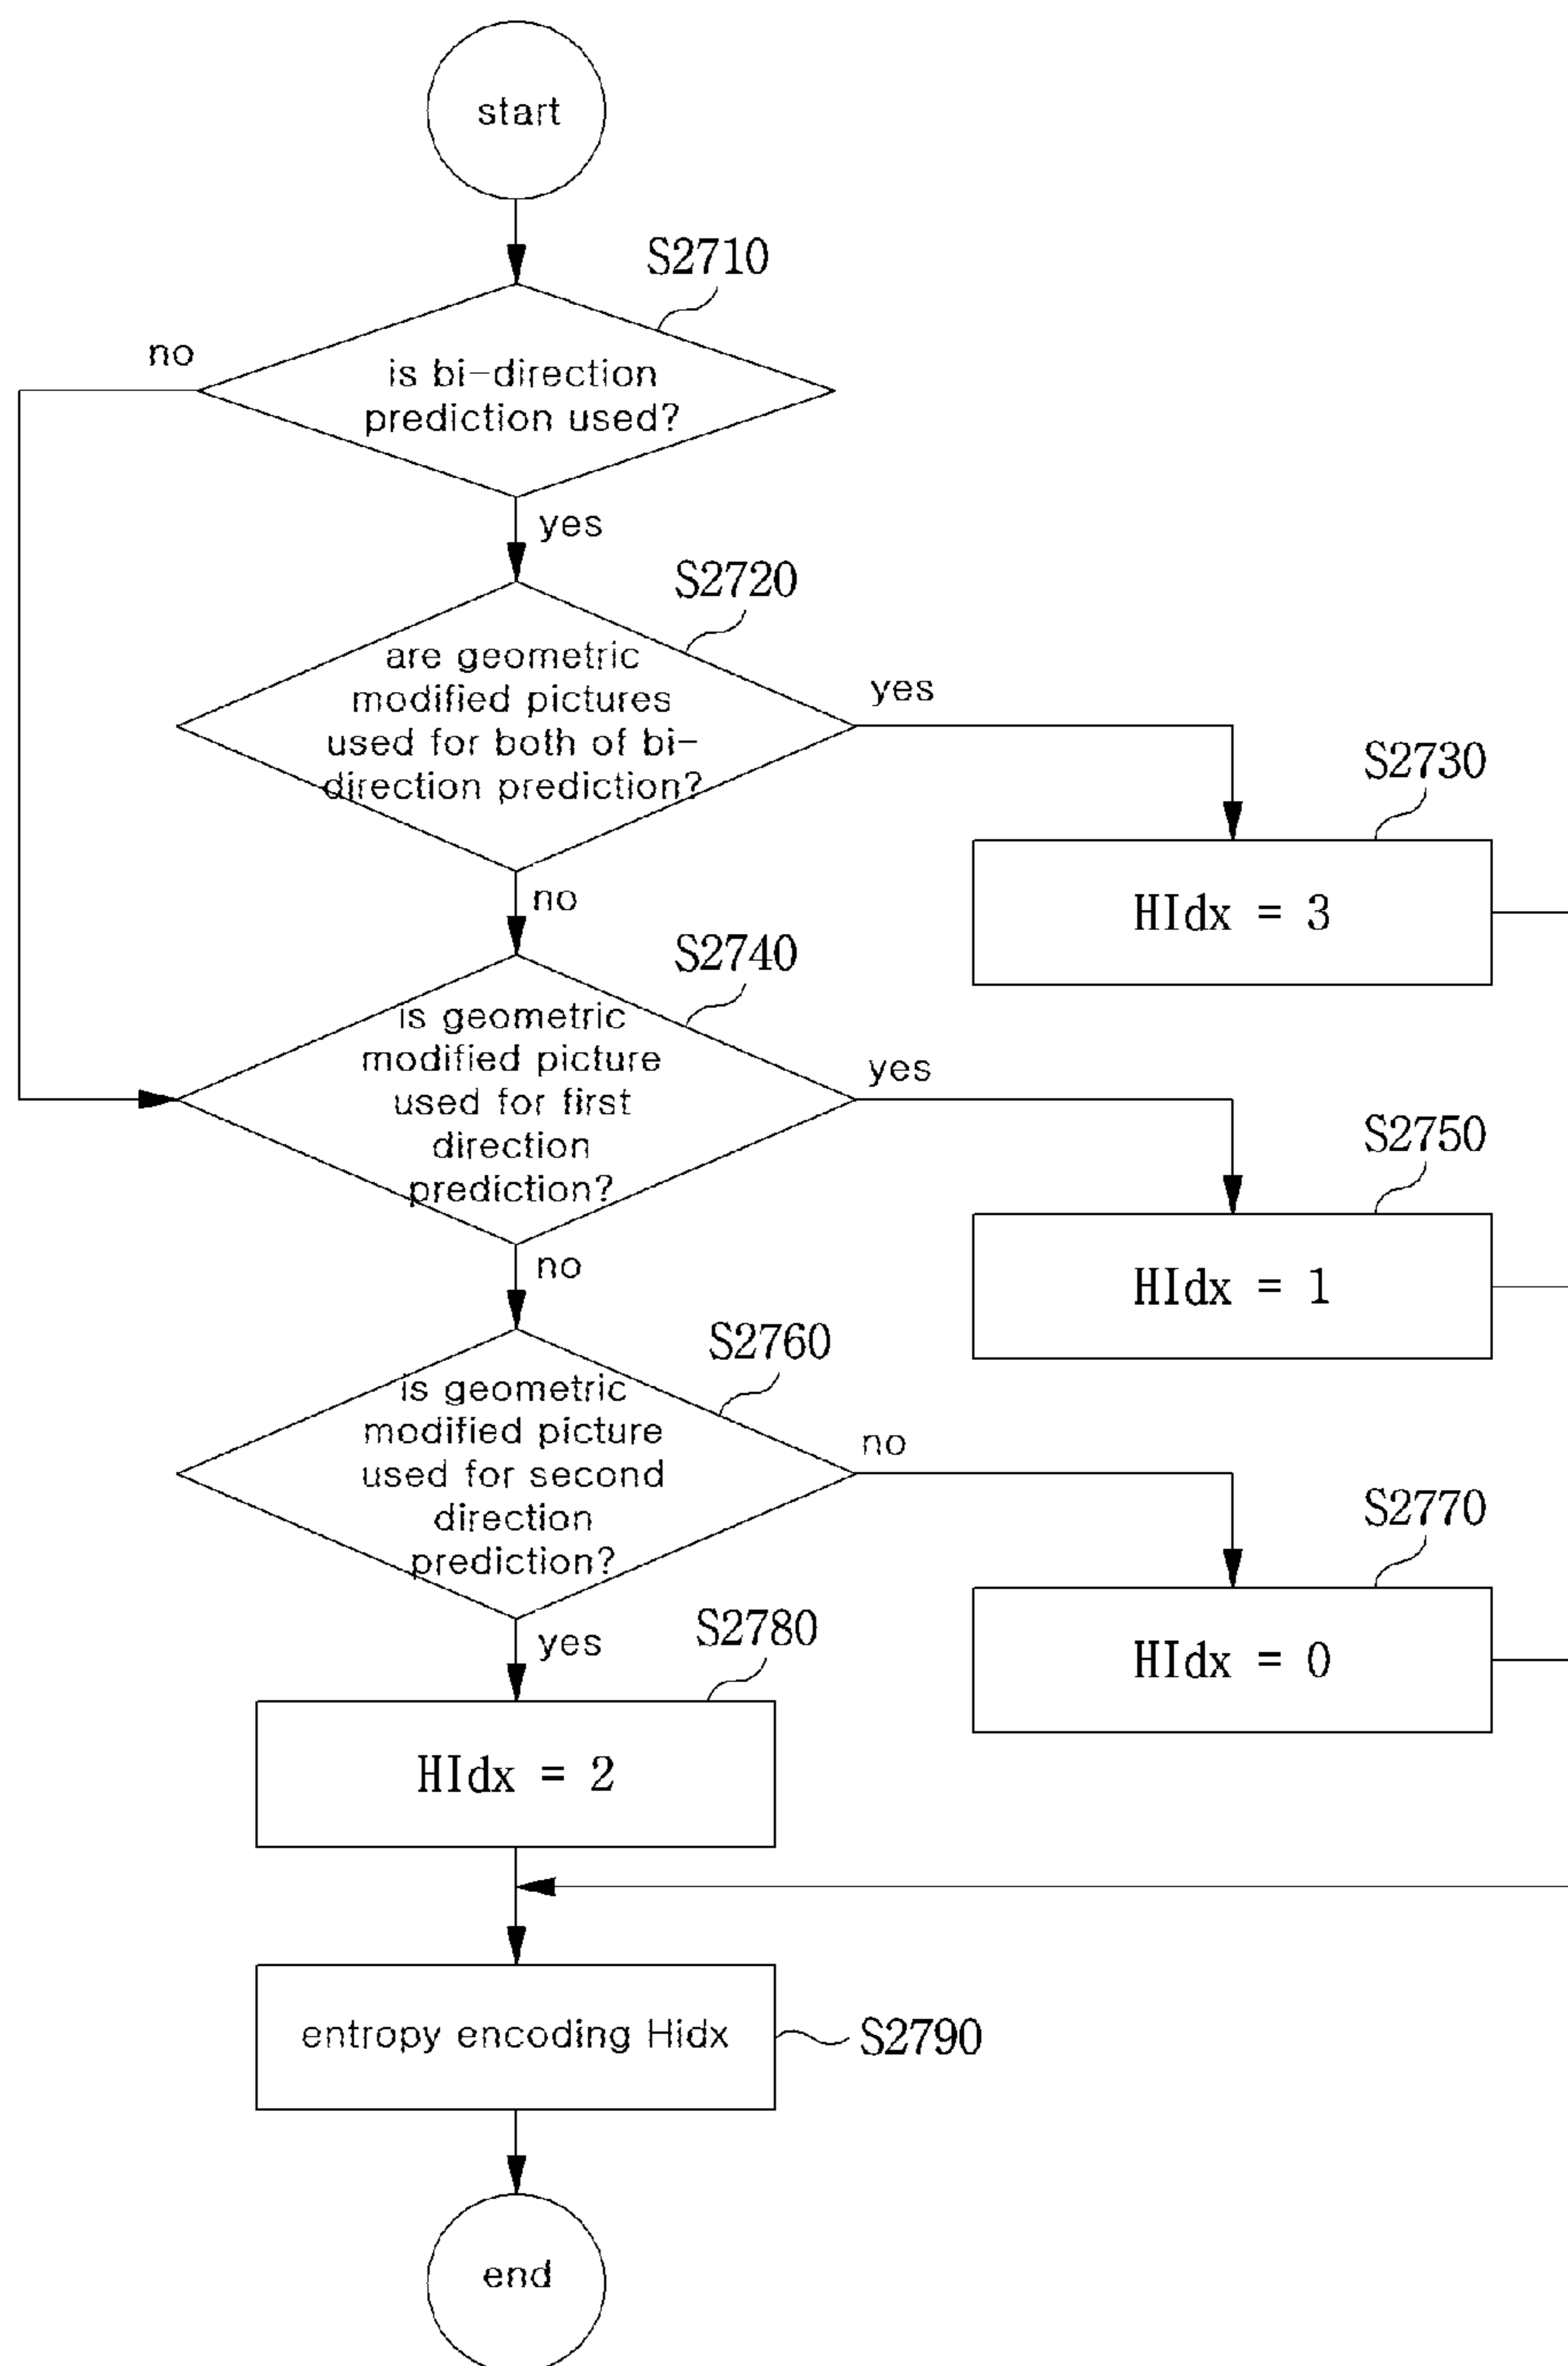 start
S2710
no
is bi-direction
prediction used?
yes
S2720
are geometric
modified pictures
used for both of bi-
direction prediction?
yes
S2730
HIdx = 3
no
S2740
is geometric
modified picture
used for first
direction
prediction?
yes
S2750
HIdx = 1
no
S2760
is geometric
modified picture
used for second
direction
prediction?
no
S2770
HIdx = 0
yes
S2780
HIdx = 2
entropy encoding Hidx
S2790
end